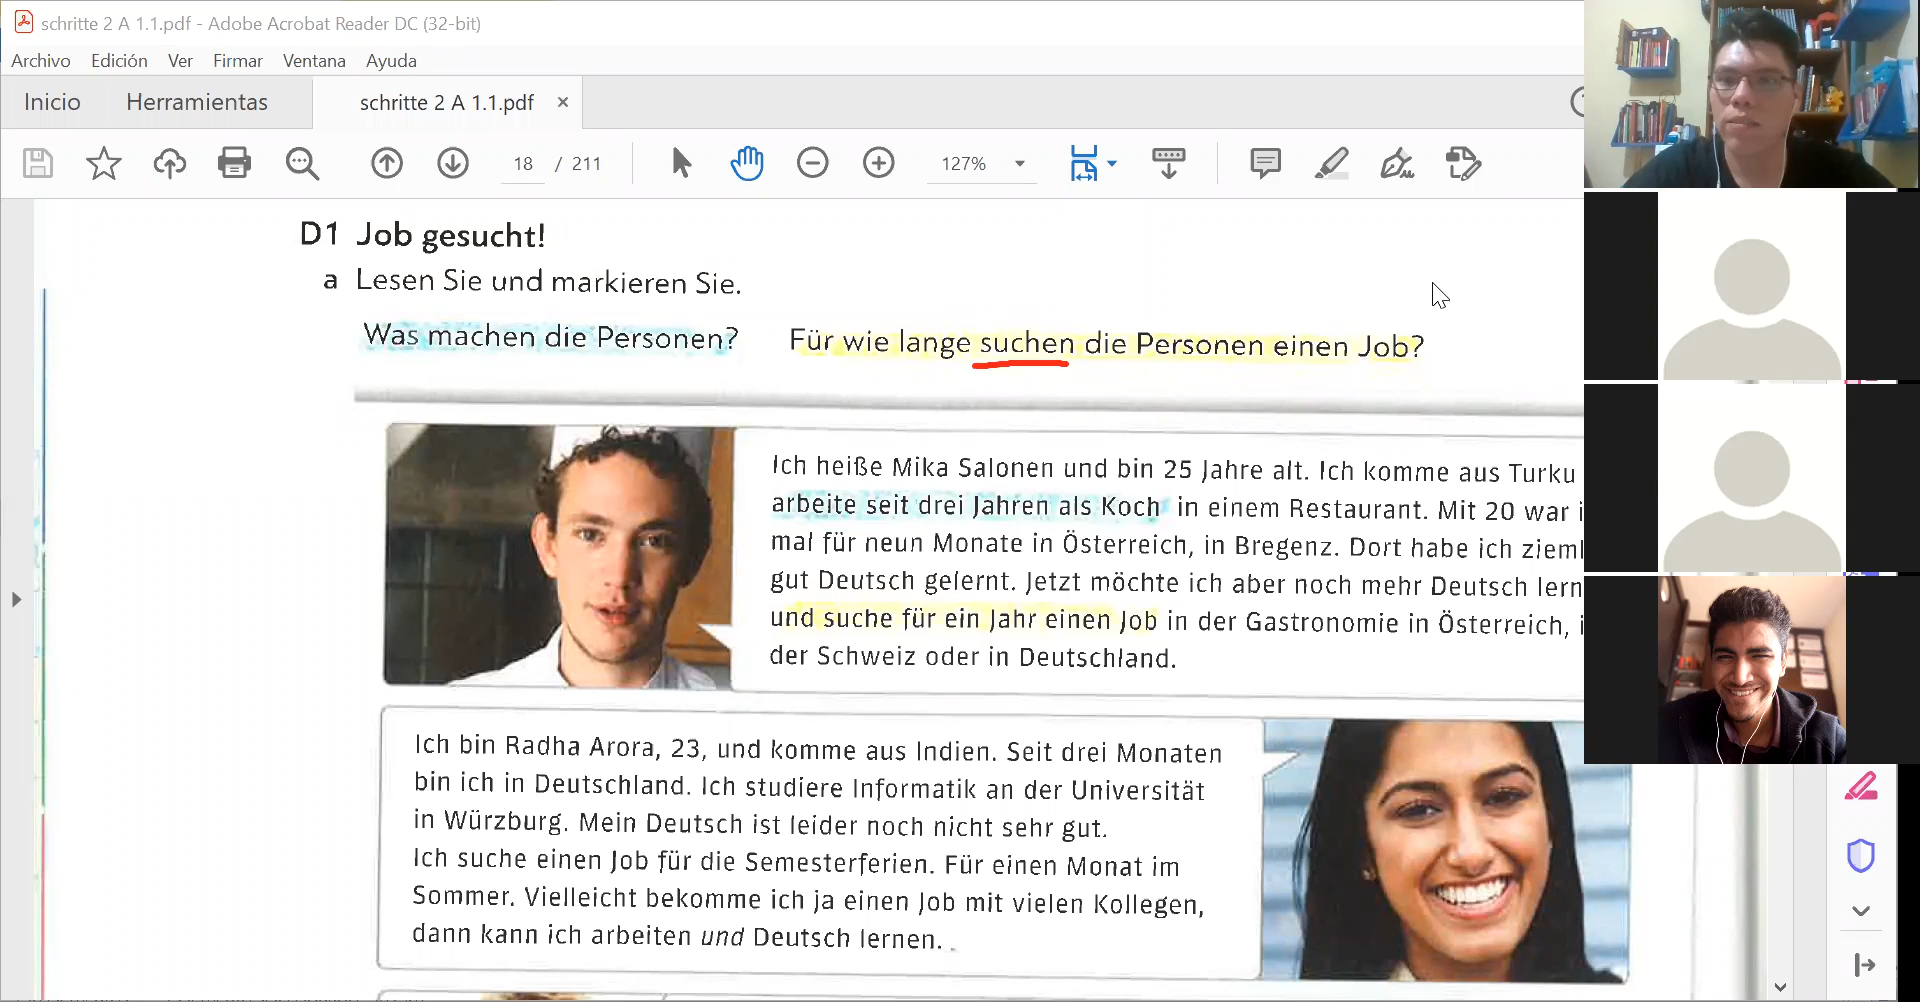 schritte 2 A 1.1.pdf - Adobe Acrobat Reader DC (32-bit)
Archivo Edición Ver Firmar Ventana Ayuda
Inicio Herramientas schritte 2 A 1.1.pdf ×
18 / 211 127%
D1 Job gesucht!
a Lesen Sie und markieren Sie.
Was machen die Personen? Für wie lange suchen die Personen einen Job?
Ich heiße Mika Salonen und bin 25 Jahre alt. Ich komme aus Turku
arbeite seit drei Jahren als Koch in einem Restaurant. Mit 20 war i
mal für neun Monate in Österreich, in Bregenz. Dort habe ich zieml
gut Deutsch gelernt. Jetzt möchte ich aber noch mehr Deutsch lern
und suche für ein Jahr einen Job in der Gastronomie in Österreich, i
der Schweiz oder in Deutschland.
Ich bin Radha Arora, 23, und komme aus Indien. Seit drei Monaten
bin ich in Deutschland. Ich studiere Informatik an der Universität
in Würzburg. Mein Deutsch ist leider noch nicht sehr gut.
Ich suche einen Job für die Semesterferien. Für einen Monat im
Sommer. Vielleicht bekomme ich ja einen Job mit vielen Kollegen,
dann kann ich arbeiten und Deutsch lernen.